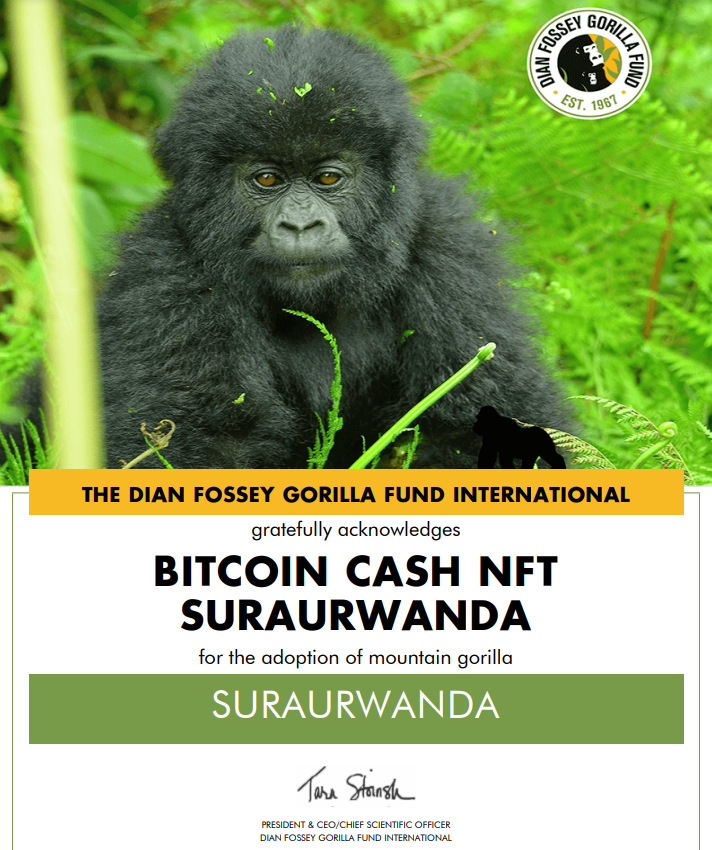 DIAN FOSSEY GORILLA FUND
EST. 1967
THE DIAN FOSSEY GORILLA FUND INTERNATIONAL
gratefully acknowledges
BITCOIN CASH NFT
SURAURWANDA
for the adoption of mountain gorilla
SURAURWANDA
Tara Stoinski
PRESIDENT & CEO/CHIEF SCIENTIFIC OFFICER
DIAN FOSSEY GORILLA FUND INTERNATIONAL